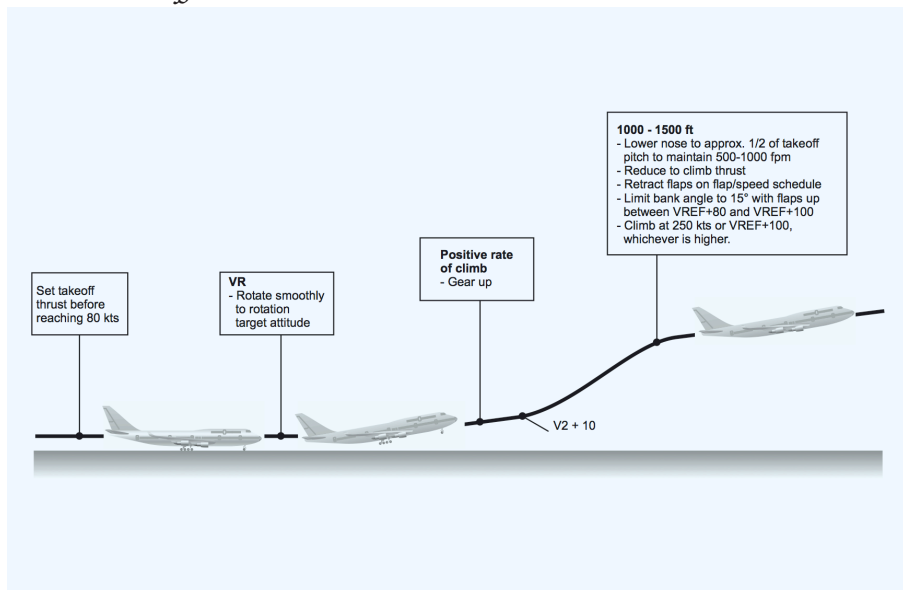 Set takeoff
thrust before
reaching 80 kts
VR
- Rotate smoothly
to rotation
target attitude
Positive rate
of climb
- Gear up
V2 + 10
1000 - 1500 ft
- Lower nose to approx. 1/2 of takeoff
pitch to maintain 500-1000 fpm
- Reduce to climb thrust
- Retract flaps on flap/speed schedule
- Limit bank angle to 15° with flaps up
between VREF+80 and VREF+100
- Climb at 250 kts or VREF+100,
whichever is higher.